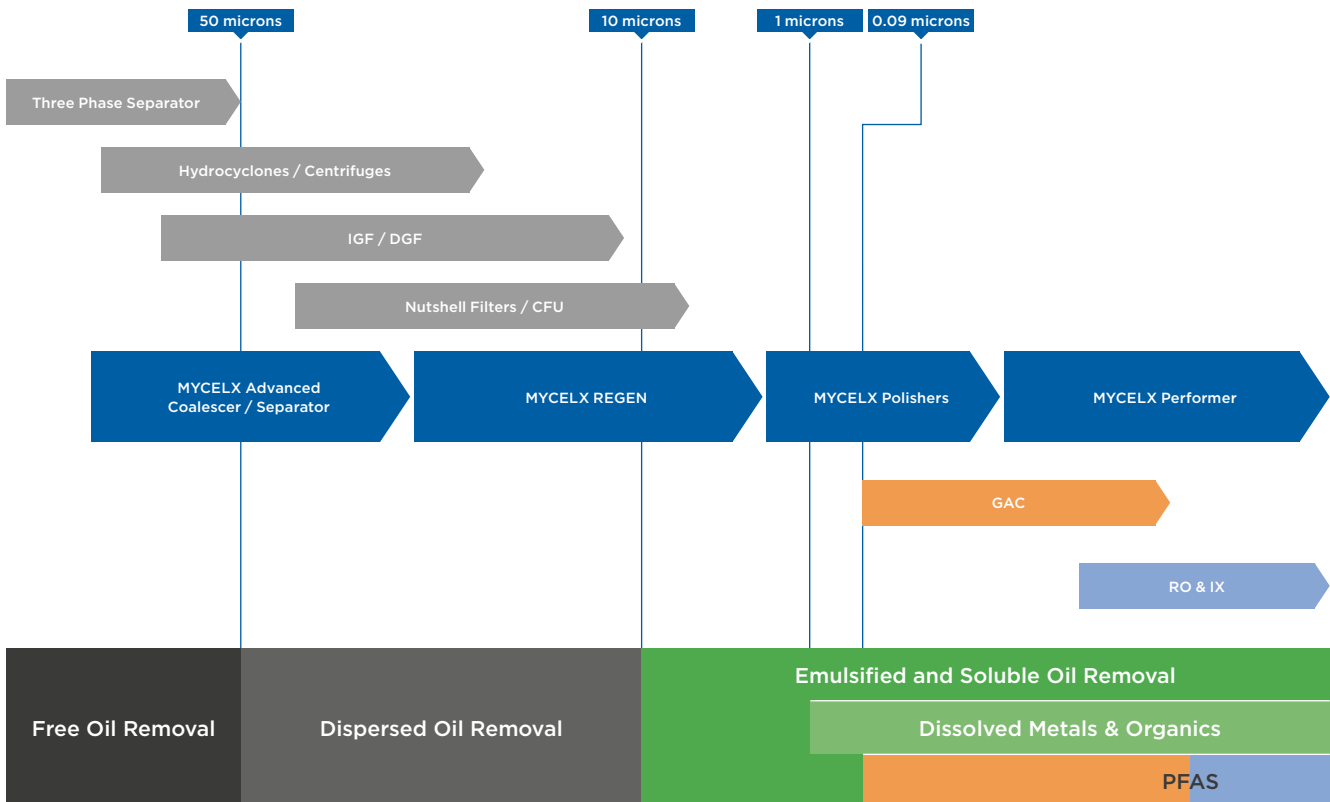 50 microns
10 microns
1 microns
0.09 microns
Three Phase Separator
Hydrocyclones / Centrifuges
IGF / DGF
Nutshell Filters / CFU
MYCELX Advanced
Coalescer / Separator
MYCELX REGEN
MYCELX Polishers
MYCELX Performer
GAC
RO & IX
Free Oil Removal
Dispersed Oil Removal
Emulsified and Soluble Oil Removal
Dissolved Metals & Organics
PFAS